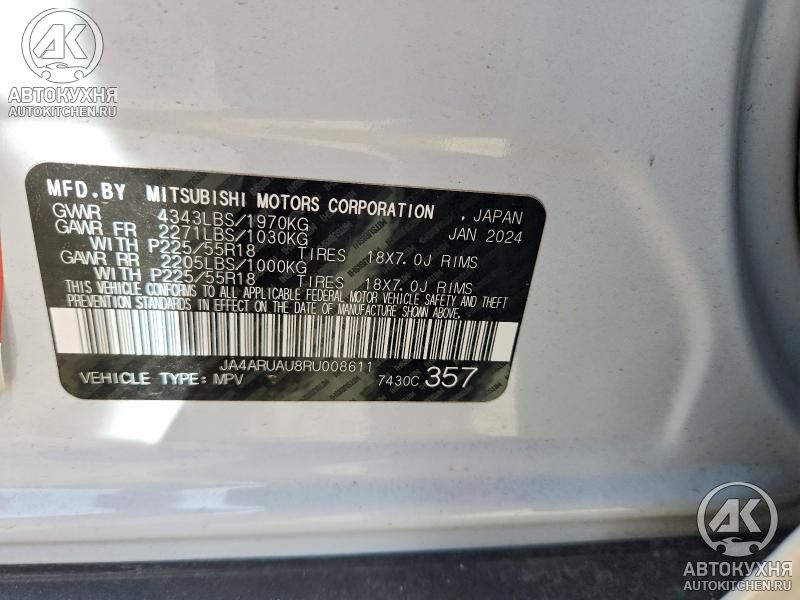 АК
АВТОКУХНЯ
AUTOKITCHEN.RU
MFD.BY MITSUBISHI MOTORS CORPORATION . JAPAN
GVWR 4343LBS/1970KG JAN 2024
GAWR FR 2271LBS/1030KG
WITH P225/55R18 TIRES 18X7.0J RIMS
GAWR RR 2205LBS/1000KG
WITH P225/55R18 TIRES 18X7.0J RIMS
THIS VEHICLE CONFORMS TO ALL APPLICABLE FEDERAL MOTOR VEHICLE SAFETY AND THEFT
PREVENTION STANDARDS IN EFFECT ON THE DATE OF MANUFACTURE SHOWN ABOVE.
JA4ARUAU8RU008611
VEHICLE TYPE: MPV 7430C 357
АК
АВТОКУХНЯ
AUTOKITCHEN.RU